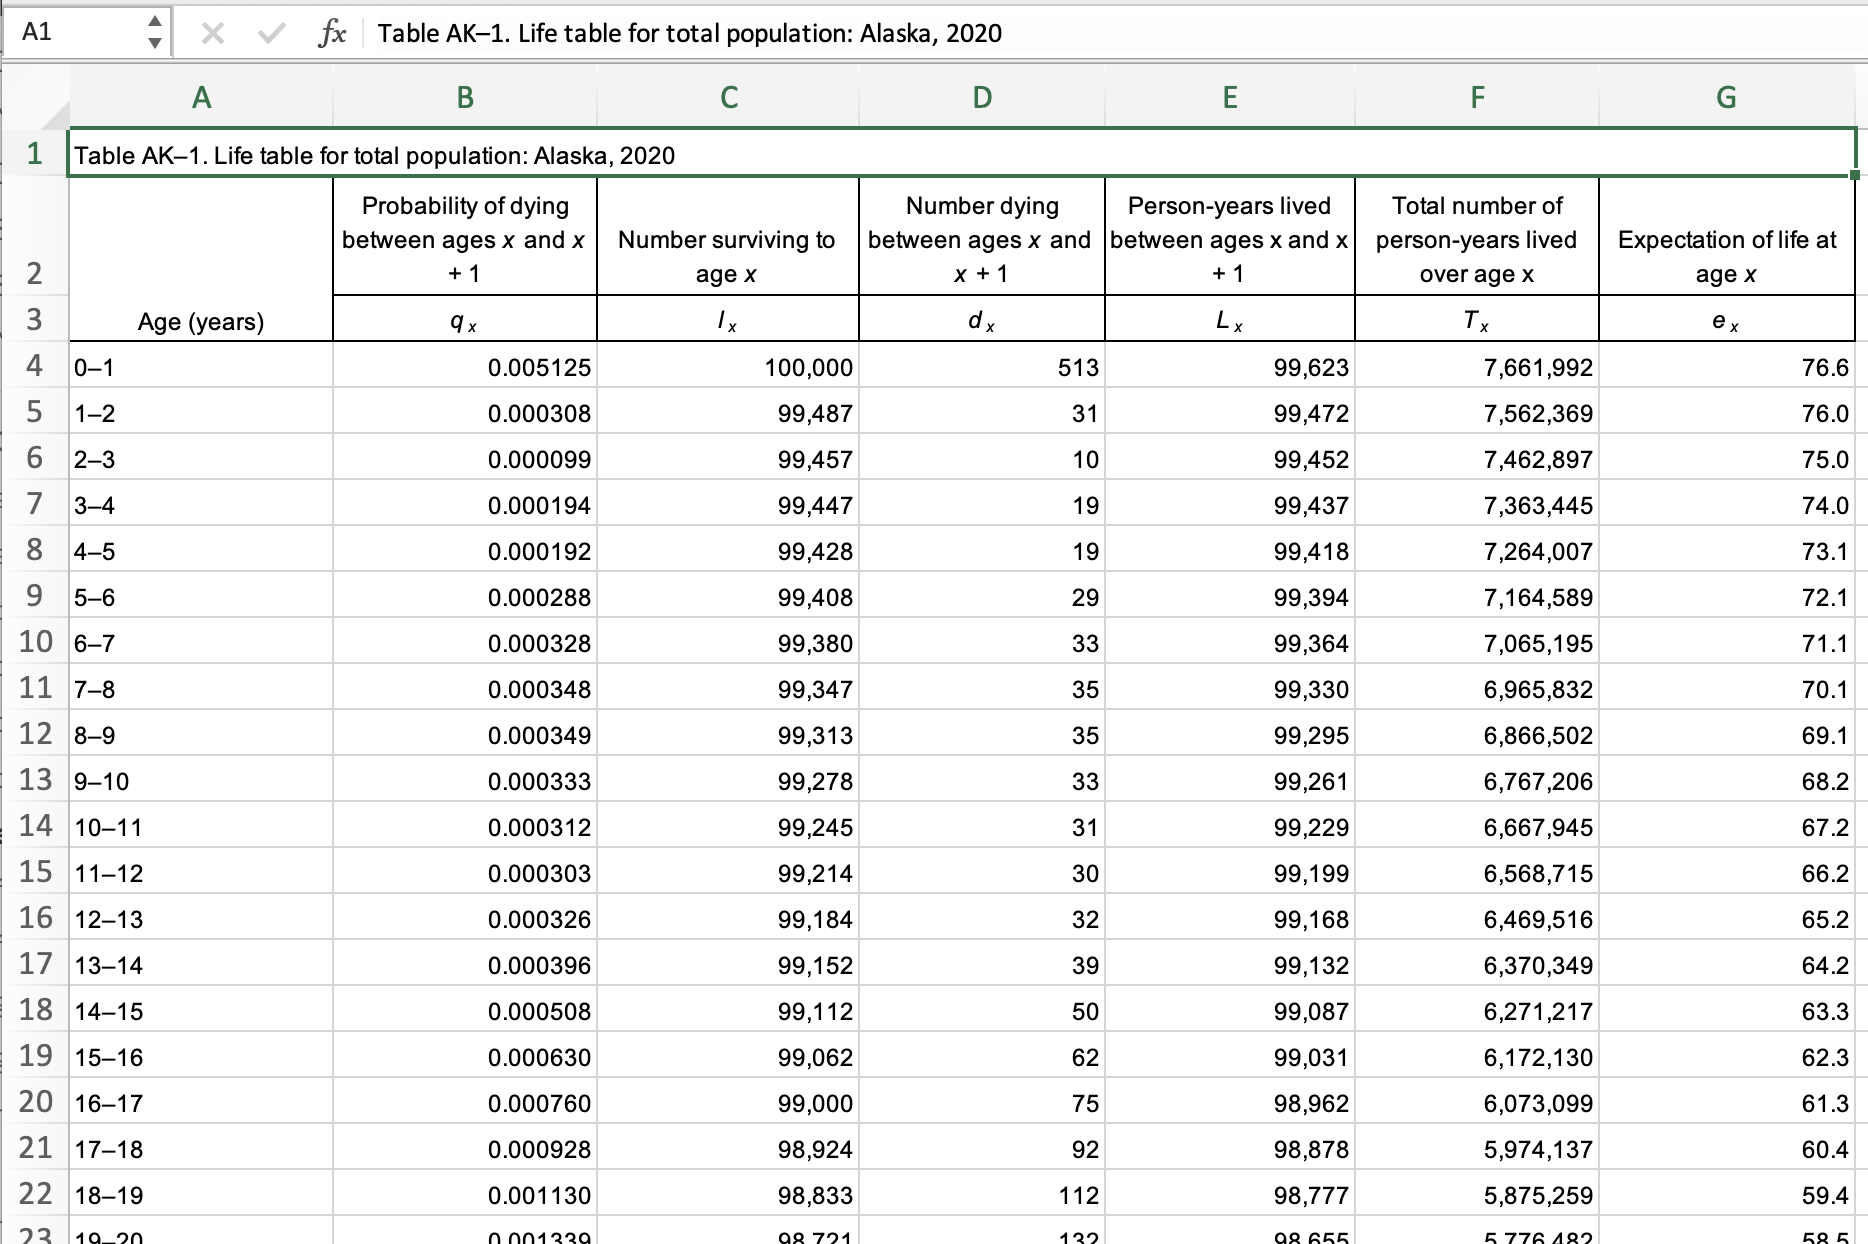 A1 fx Table AK–1. Life table for total population: Alaska, 2020
A B C D E F G
1 Table AK–1. Life table for total population: Alaska, 2020
2 Probability of dying between ages x and x + 1 Number surviving to age x Number dying between ages x and x + 1 Person-years lived between ages x and x + 1 Total number of person-years lived over age x Expectation of life at age x
3 Age (years) q x l x d x L x T x e x
4 0–1 0.005125 100,000 513 99,623 7,661,992 76.6
5 1–2 0.000308 99,487 31 99,472 7,562,369 76.0
6 2–3 0.000099 99,457 10 99,452 7,462,897 75.0
7 3–4 0.000194 99,447 19 99,437 7,363,445 74.0
8 4–5 0.000192 99,428 19 99,418 7,264,007 73.1
9 5–6 0.000288 99,408 29 99,394 7,164,589 72.1
10 6–7 0.000328 99,380 33 99,364 7,065,195 71.1
11 7–8 0.000348 99,347 35 99,330 6,965,832 70.1
12 8–9 0.000349 99,313 35 99,295 6,866,502 69.1
13 9–10 0.000333 99,278 33 99,261 6,767,206 68.2
14 10–11 0.000312 99,245 31 99,229 6,667,945 67.2
15 11–12 0.000303 99,214 30 99,199 6,568,715 66.2
16 12–13 0.000326 99,184 32 99,168 6,469,516 65.2
17 13–14 0.000396 99,152 39 99,132 6,370,349 64.2
18 14–15 0.000508 99,112 50 99,087 6,271,217 63.3
19 15–16 0.000630 99,062 62 99,031 6,172,130 62.3
20 16–17 0.000760 99,000 75 98,962 6,073,099 61.3
21 17–18 0.000928 98,924 92 98,878 5,974,137 60.4
22 18–19 0.001130 98,833 112 98,777 5,875,259 59.4
23 19–20 0.001339 98,721 132 98,655 5,776,482 58.5